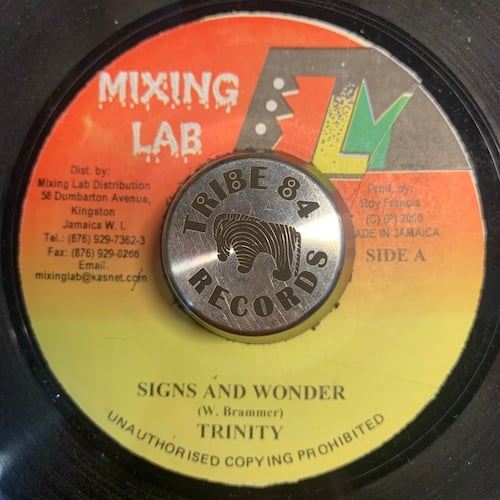 MIXING
LAB
Dist. by:
Mixing Lab Distribution
58 Dumbarton Avenue,
Kingston
Jamaica W. I.
Tel.: (876) 929-7362-3
Fax: (876) 929-0266
Email.
mixinglab@kasnet.com
TRIBE 84
RECORDS
Prod. by:
Roy Francis
(C) (P) 2000
MADE IN JAMAICA
SIDE A
SIGNS AND WONDER
(W. Brammer)
TRINITY
UNAUTHORISED COPYING PROHIBITED